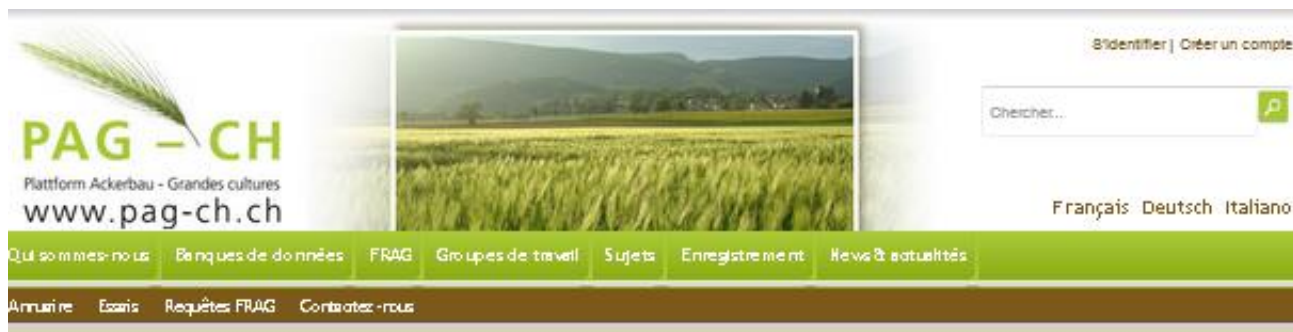 S'identifier | Créer un compte
Chercher...
PAG – CH
Plattform Ackerbau - Grandes cultures
www.pag-ch.ch
Français Deutsch Italiano
Qui sommes-nous Banques de données FRAG Groupes de travail Sujets Enregistrement News & actualités
Annuaire Essais Requêtes FRAG Contactez-nous